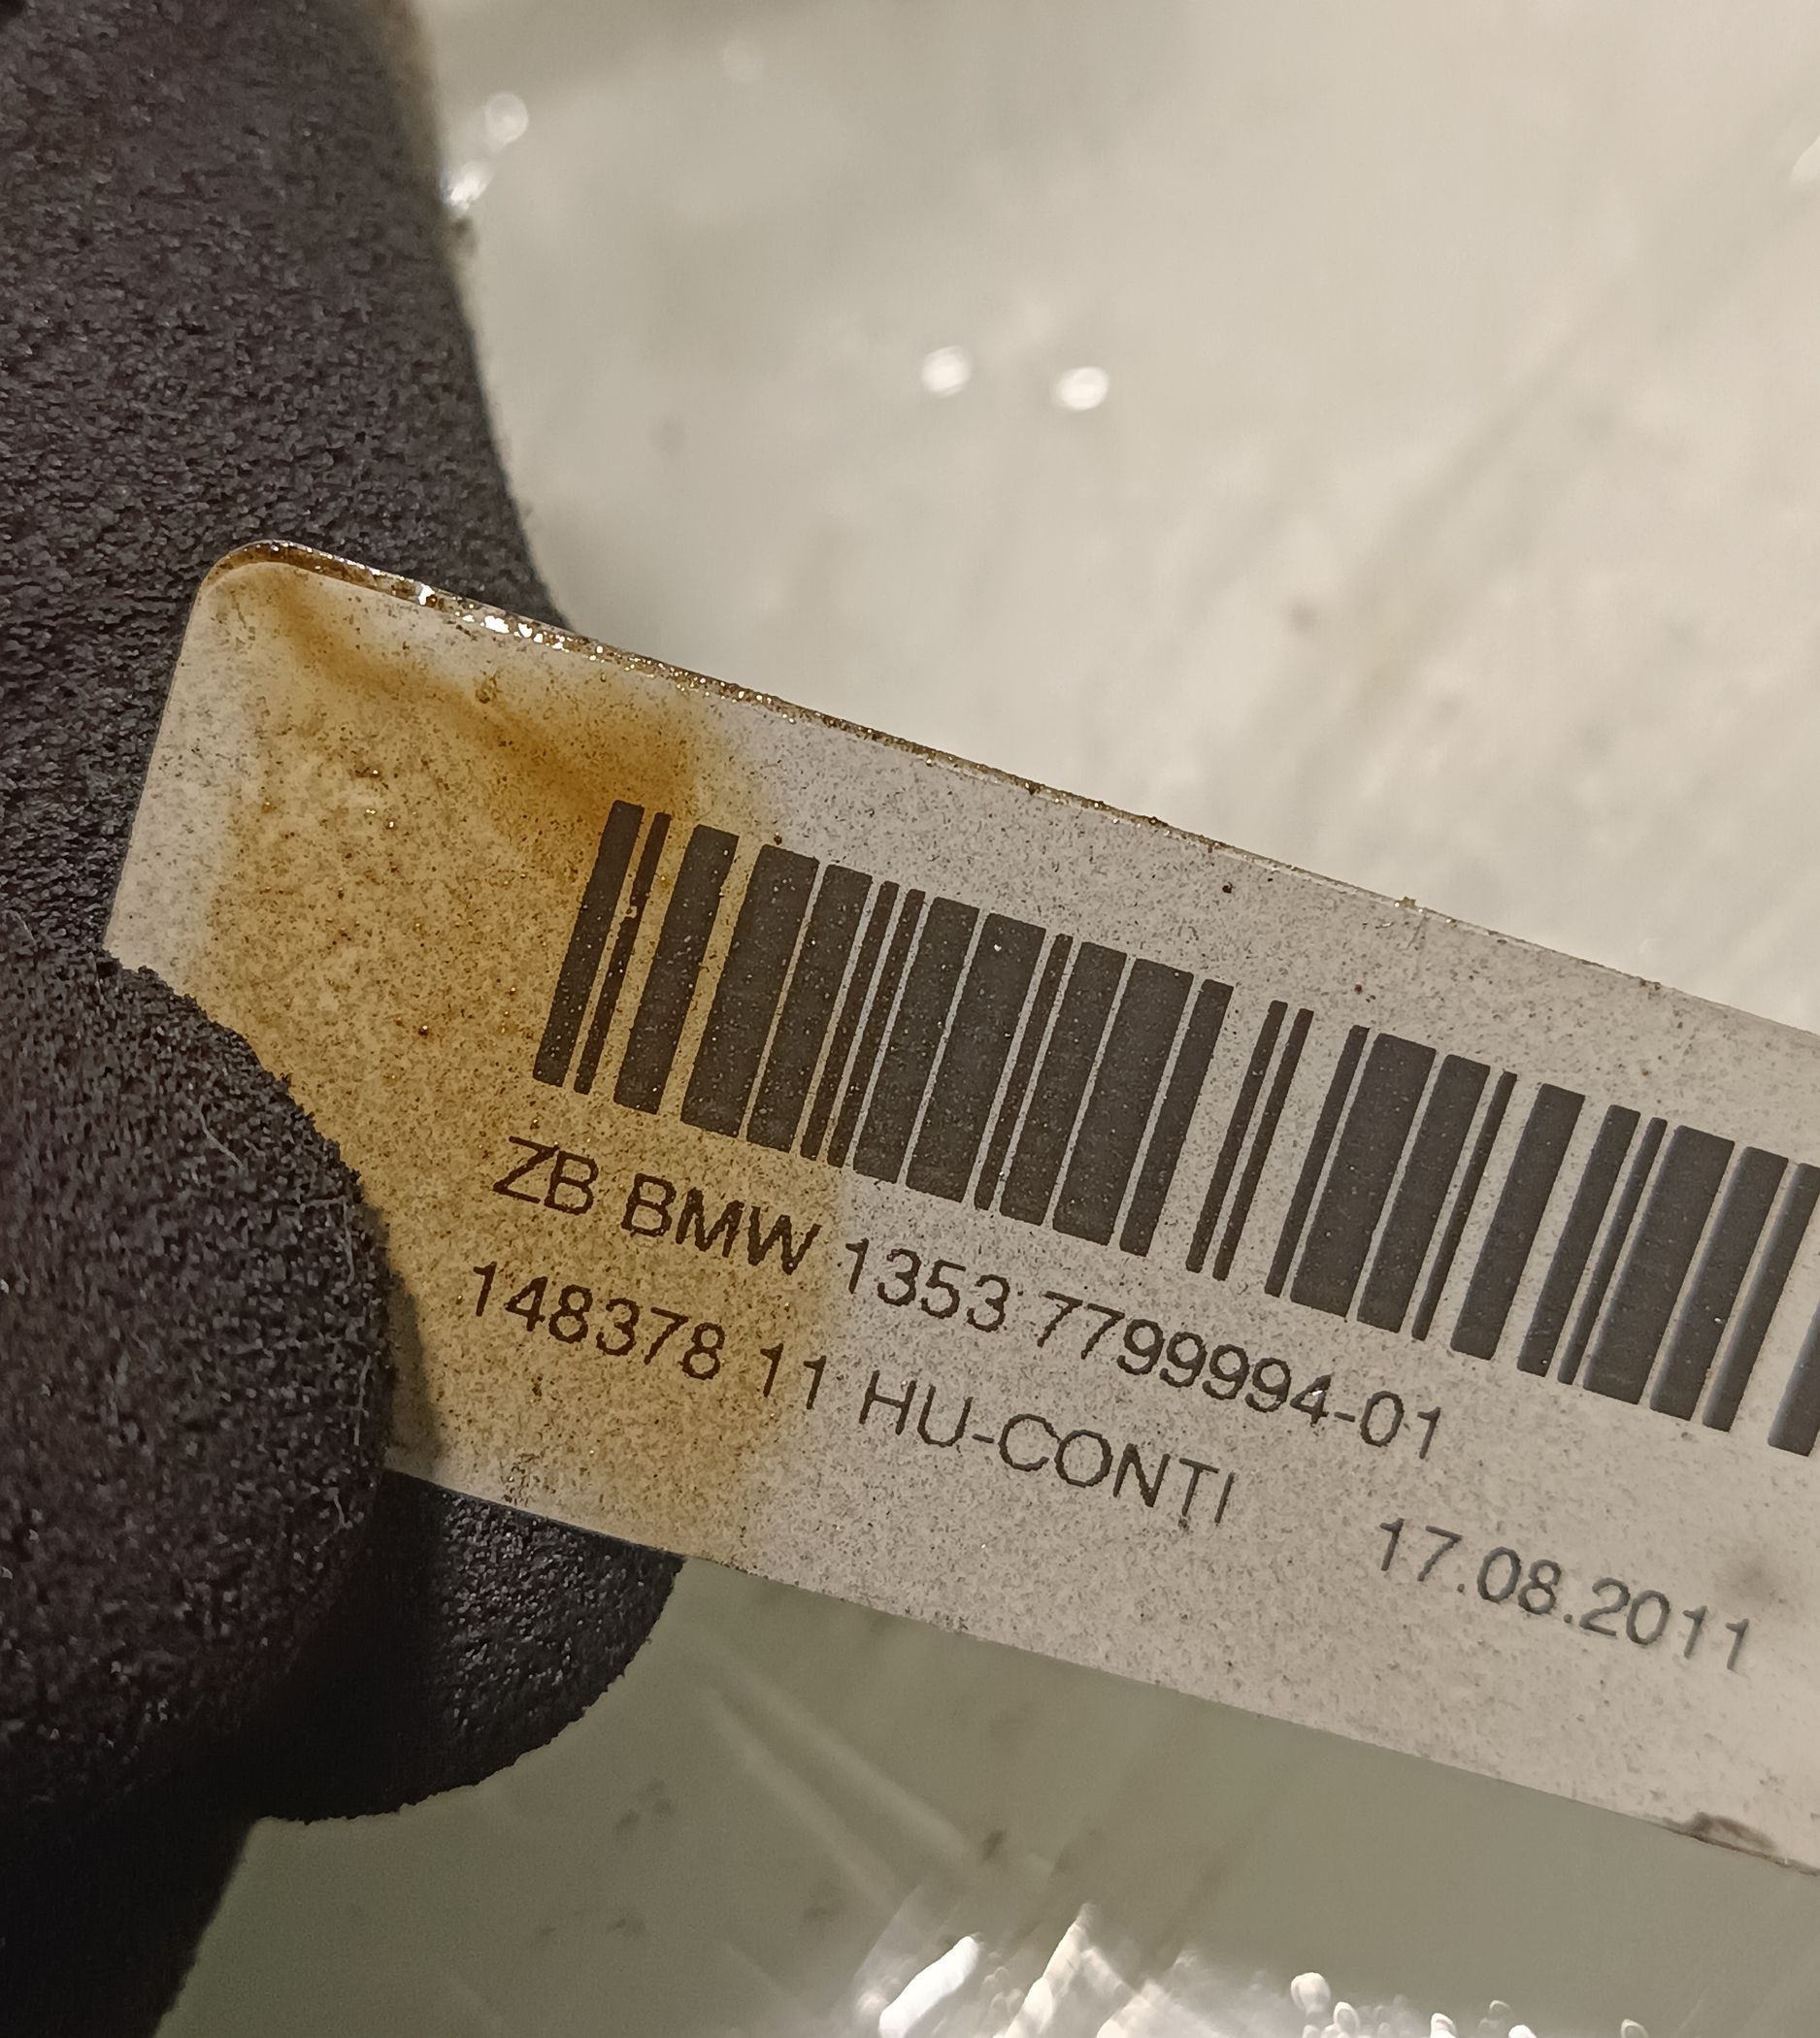 ZB BMW 1353 7799994-01
148378 11 HU-CONTI 17.08.2011